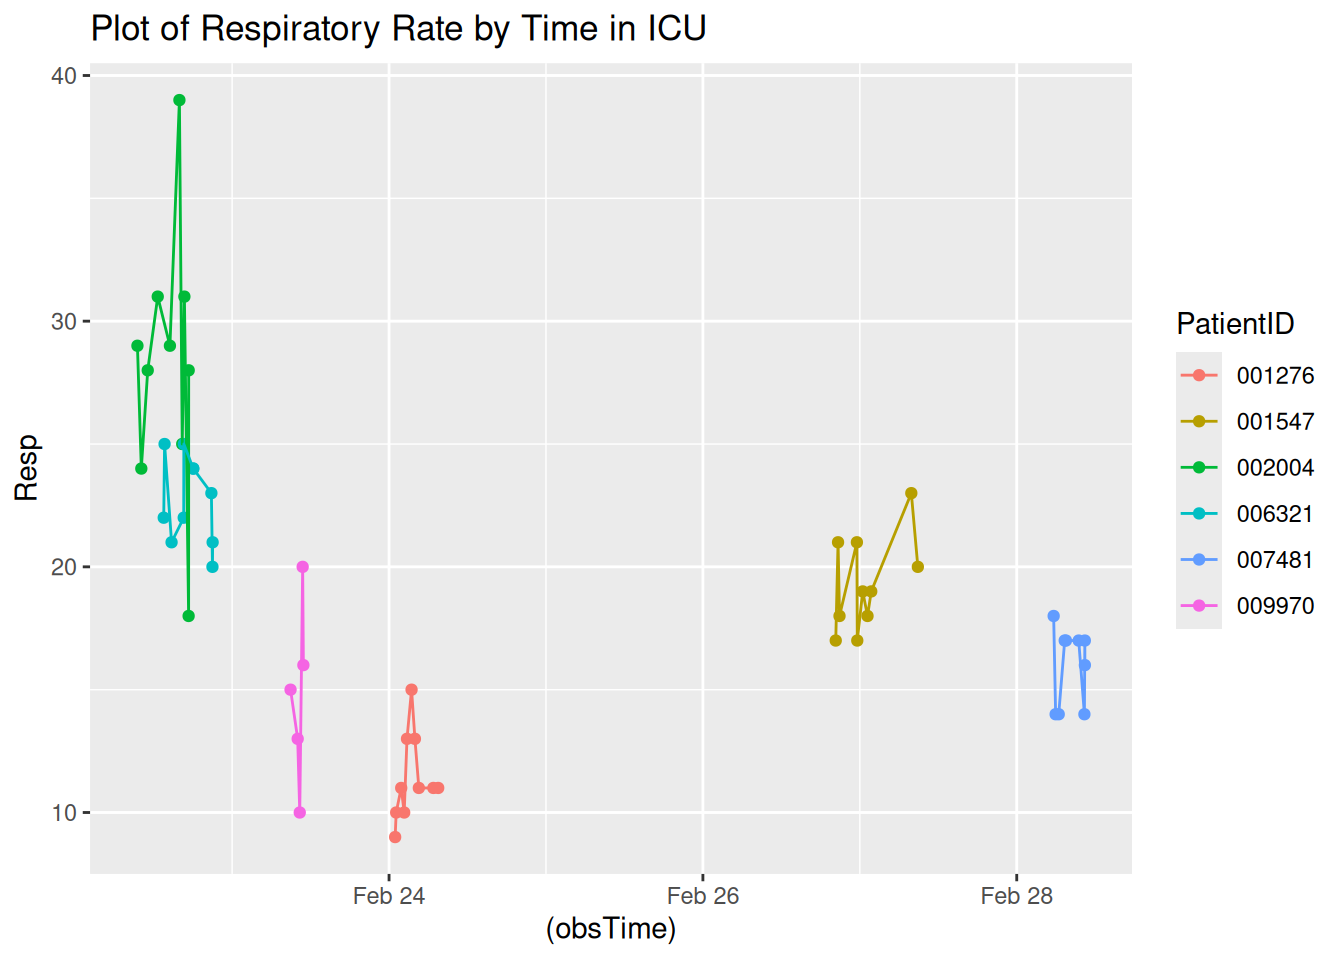 Plot of Respiratory Rate by Time in ICU
40
30
20
10
Resp
Feb 24
Feb 26
Feb 28
(obsTime)
PatientID
001276
001547
002004
006321
007481
009970